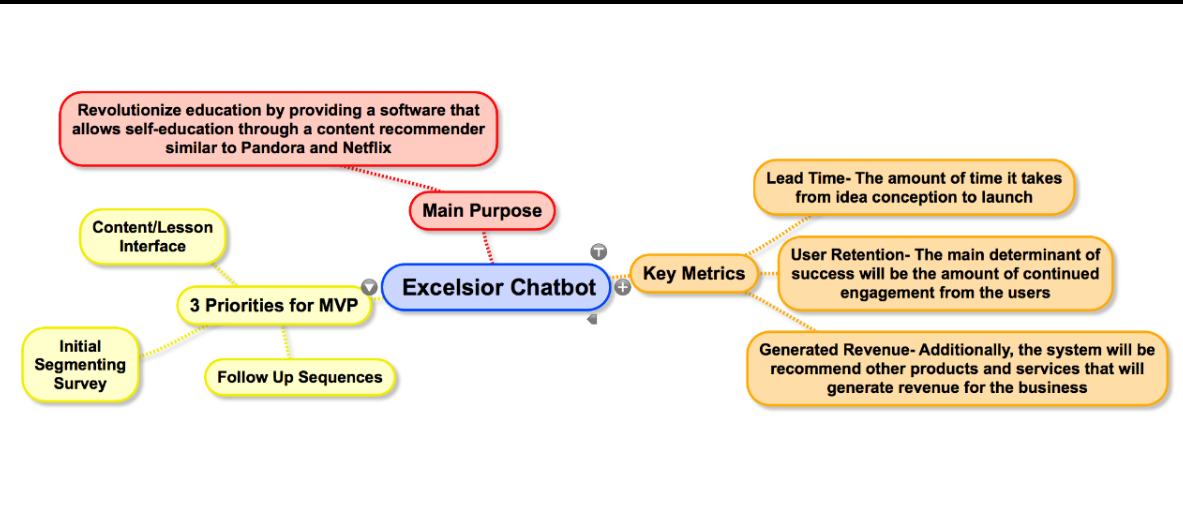 Revolutionize education by providing a software that
allows self-education through a content recommender
similar to Pandora and Netflix
Main Purpose
Excelsior Chatbot
Content/Lesson
Interface
3 Priorities for MVP
Initial
Segmenting
Survey
Follow Up Sequences
Key Metrics
Lead Time- The amount of time it takes
from idea conception to launch
User Retention- The main determinant of
success will be the amount of continued
engagement from the users
Generated Revenue- Additionally, the system will be
recommend other products and services that will
generate revenue for the business